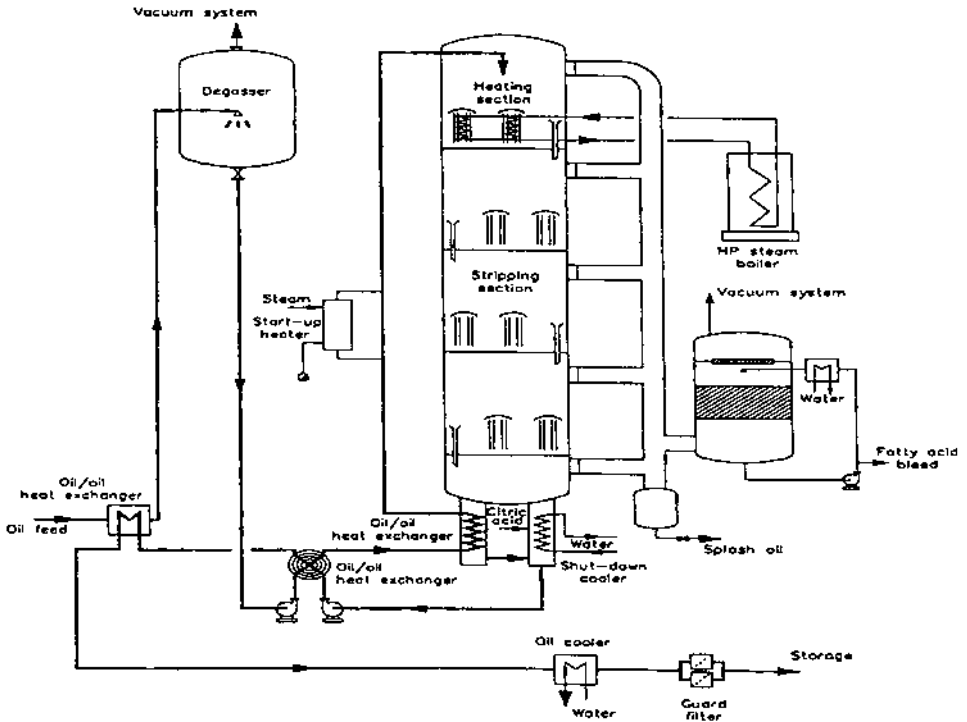 Vacuum system
Degasser
Heating
section
HP steam
boiler
Stripping
section
Steam
Start-up
heater
Vacuum system
Water
Fatty acid
bleed
Oil/oil
heat exchanger
Oil feed
Citric
acid
Oil/oil
heat exchanger
Water
Shut-down
cooler
Splash oil
Oil/oil
heat exchanger
Oil cooler
Water
Guard
filter
Storage